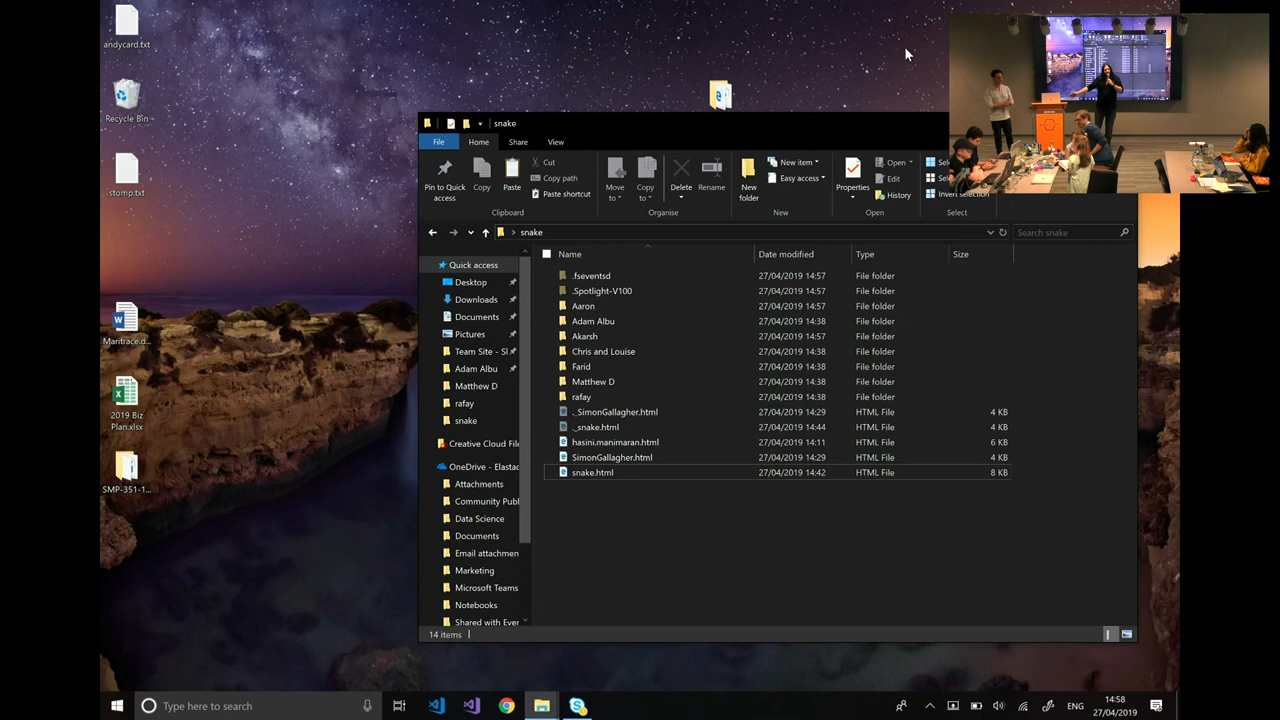 andycard.txt
Recycle Bin
stomp.txt
Maritrace.d...
2019 Biz
Plan.xlsx
SMP-351-1...
snake
File Home Share View
Pin to Quick
access
Copy
Paste
Cut
Copy path
Paste shortcut
Move
to
Copy
to
Delete
Rename
New
folder
New item
Easy access
Properties
Open
Edit
History
Invert selection
Clipboard Organise New Open Select
snake
Search snake
Name Date modified Type Size
Quick access
Desktop
Downloads
Documents
Pictures
Team Site - Sl
Adam Albu
Matthew D
rafay
snake
Creative Cloud File
OneDrive - Elastac
Attachments
Community Publ
Data Science
Documents
Email attachmen
Marketing
Microsoft Teams
Notebooks
Shared with Ever
.fseventsd 27/04/2019 14:57 File folder
.Spotlight-V100 27/04/2019 14:57 File folder
Aaron 27/04/2019 14:57 File folder
Adam Albu 27/04/2019 14:38 File folder
Akarsh 27/04/2019 14:57 File folder
Chris and Louise 27/04/2019 14:38 File folder
Farid 27/04/2019 14:38 File folder
Matthew D 27/04/2019 14:38 File folder
rafay 27/04/2019 14:38 File folder
._SimonGallagher.html 27/04/2019 14:29 HTML File 4 KB
._snake.html 27/04/2019 14:44 HTML File 4 KB
hasini.manimaran.html 27/04/2019 14:11 HTML File 6 KB
SimonGallagher.html 27/04/2019 14:29 HTML File 4 KB
snake.html 27/04/2019 14:42 HTML File 8 KB
14 items
Type here to search
ENG
14:58
27/04/2019